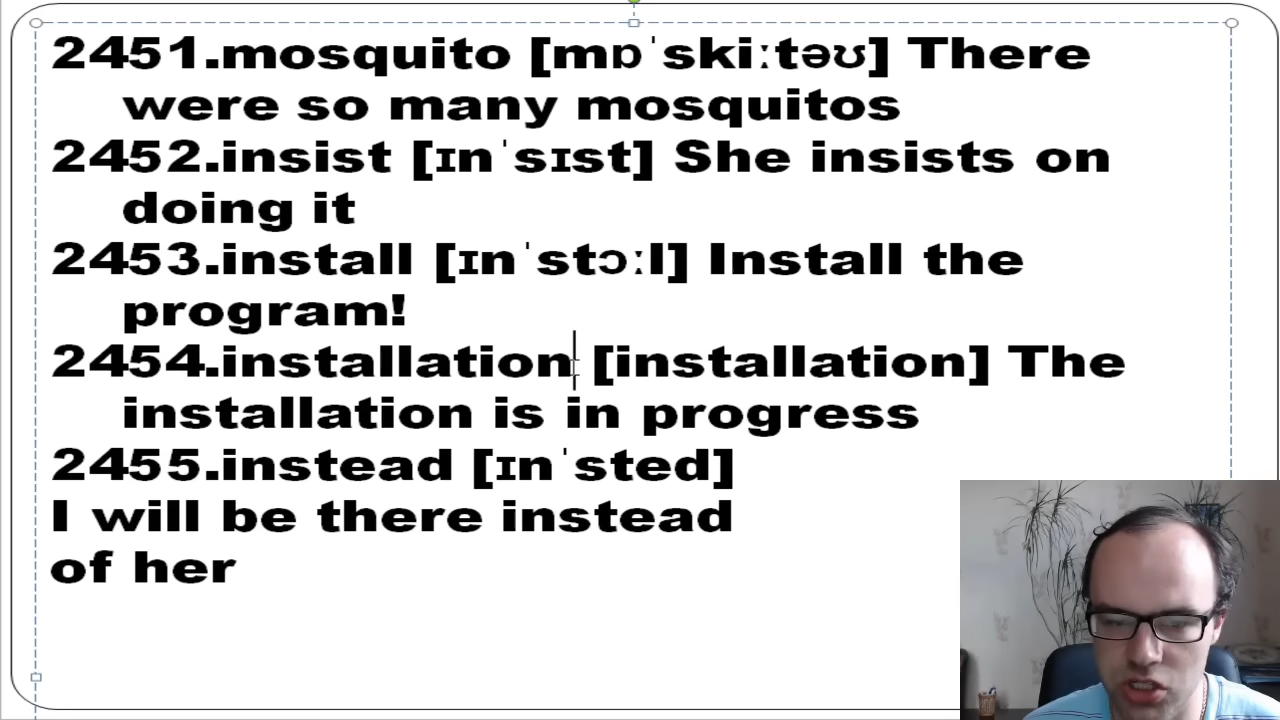 2451.mosquito [mɒˈskiːtəʊ] There
were so many mosquitos
2452.insist [ɪnˈsɪst] She insists on
doing it
2453.install [ɪnˈstɔːl] Install the
program!
2454.installation [installation] The
installation is in progress
2455.instead [ɪnˈsted]
I will be there instead
of her